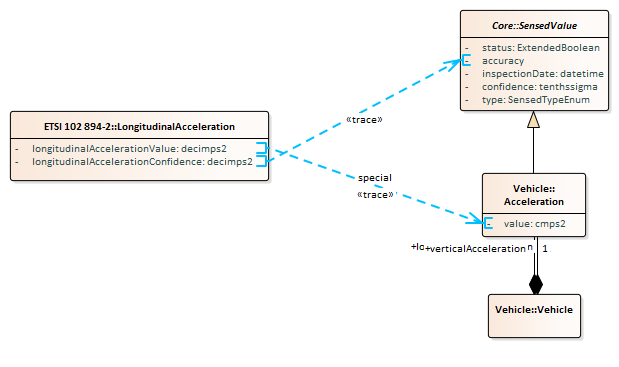 Core::SensedValue
- status: ExtendedBoolean
- accuracy
- inspectionDate: datetime
- confidence: tenthssigma
- type: SensedTypeEnum
ETSI 102 894-2::LongitudinalAcceleration
- longitudinalAccelerationValue: decimps2
- longitudinalAccelerationConfidence: decimps2
«trace»
special
«trace»
Vehicle::
Acceleration
- value: cmps2
+verticalAcceleration
1
Vehicle::Vehicle